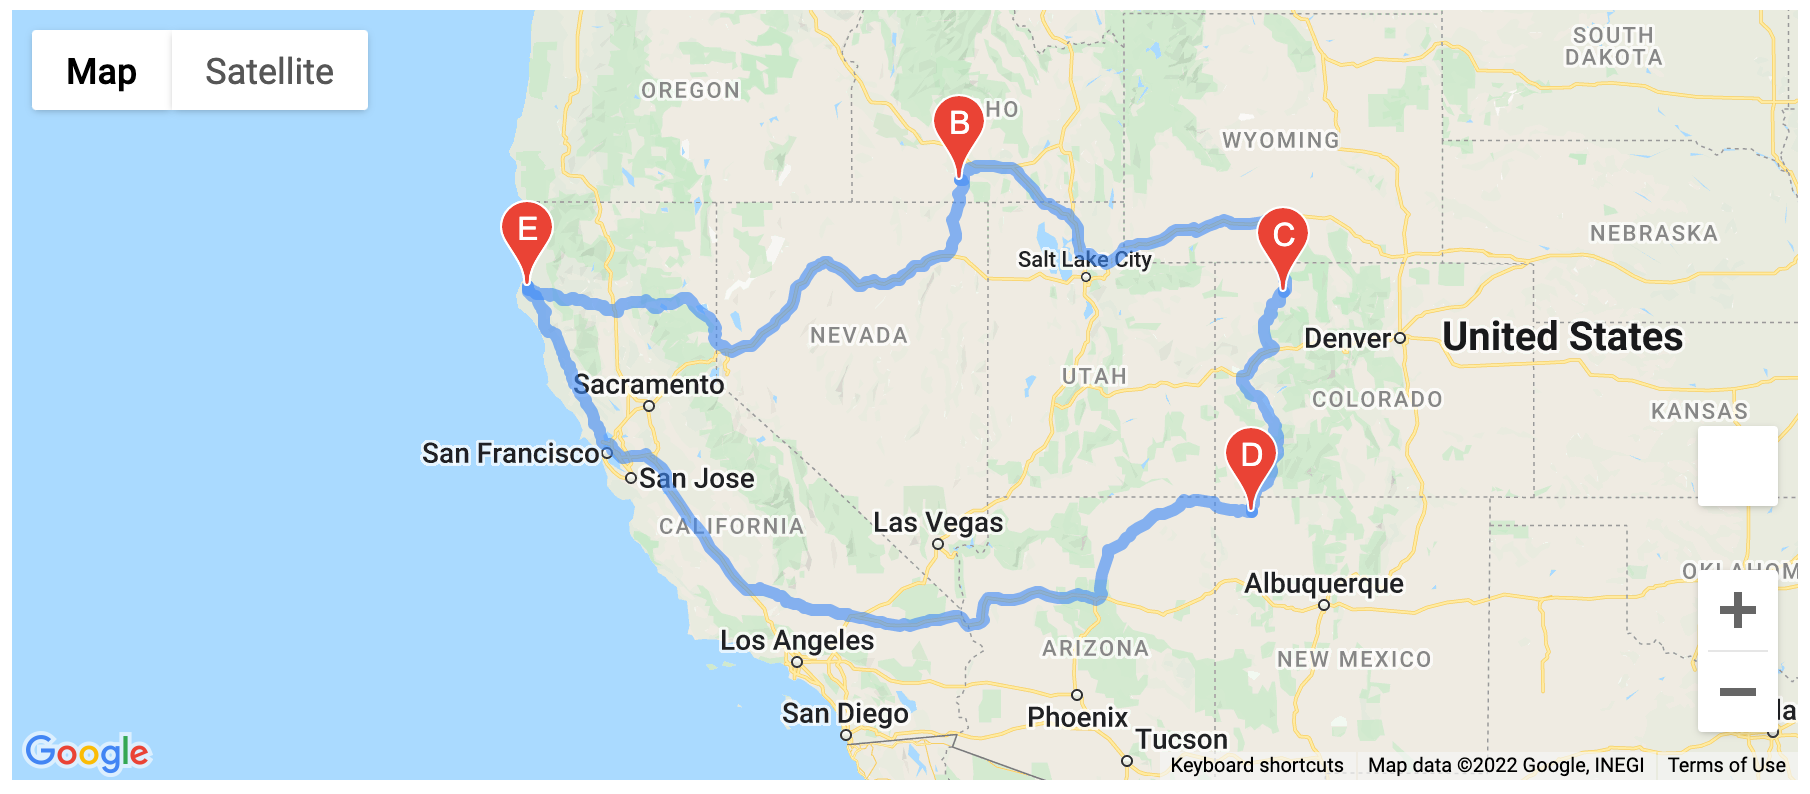 Map
Satellite
SOUTH
DAKOTA
OREGON
B
HO
WYOMING
E
C
NEBRASKA
Salt Lake City
NEVADA
Denver
United States
UTAH
Sacramento
COLORADO
KANSAS
San Francisco
D
San Jose
CALIFORNIA
Las Vegas
OKLAHOM
Albuquerque
+
Los Angeles
ARIZONA
NEW MEXICO
−
San Diego
Phoenix
la
Tucson
Google
Keyboard shortcuts
Map data ©2022 Google, INEGI
Terms of Use